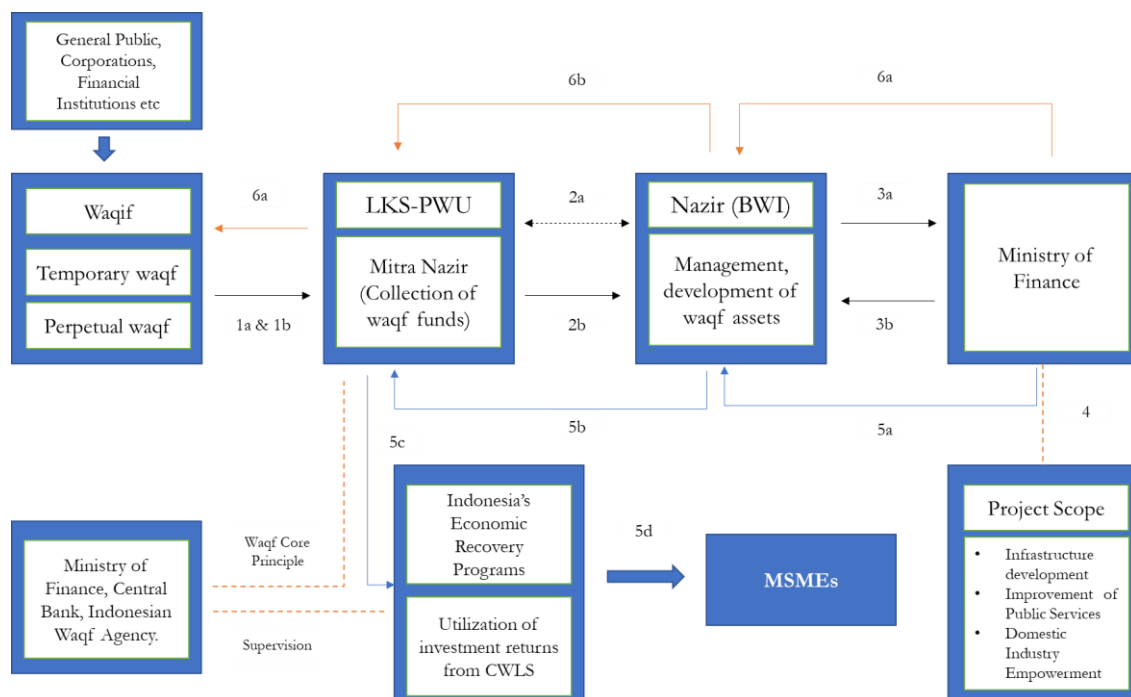 General Public,
Corporations,
Financial
Institutions etc
6b
6a
Waqif
Temporary waqf
Perpetual waqf
6a
1a & 1b
LKS-PWU
Mitra Nazir
(Collection of
waqf funds)
2a
2b
Nazir (BWI)
Management,
development of
waqf assets
3a
3b
Ministry of
Finance
5c
5b
5a
4
Ministry of
Finance, Central
Bank, Indonesian
Waqf Agency.
Waqf Core
Principle
Supervision
Indonesia's
Economic
Recovery
Programs
Utilization of
investment returns
from CWLS
5d
MSMEs
Project Scope
• Infrastructure
development
• Improvement of
Public Services
• Domestic
Industry
Empowerment